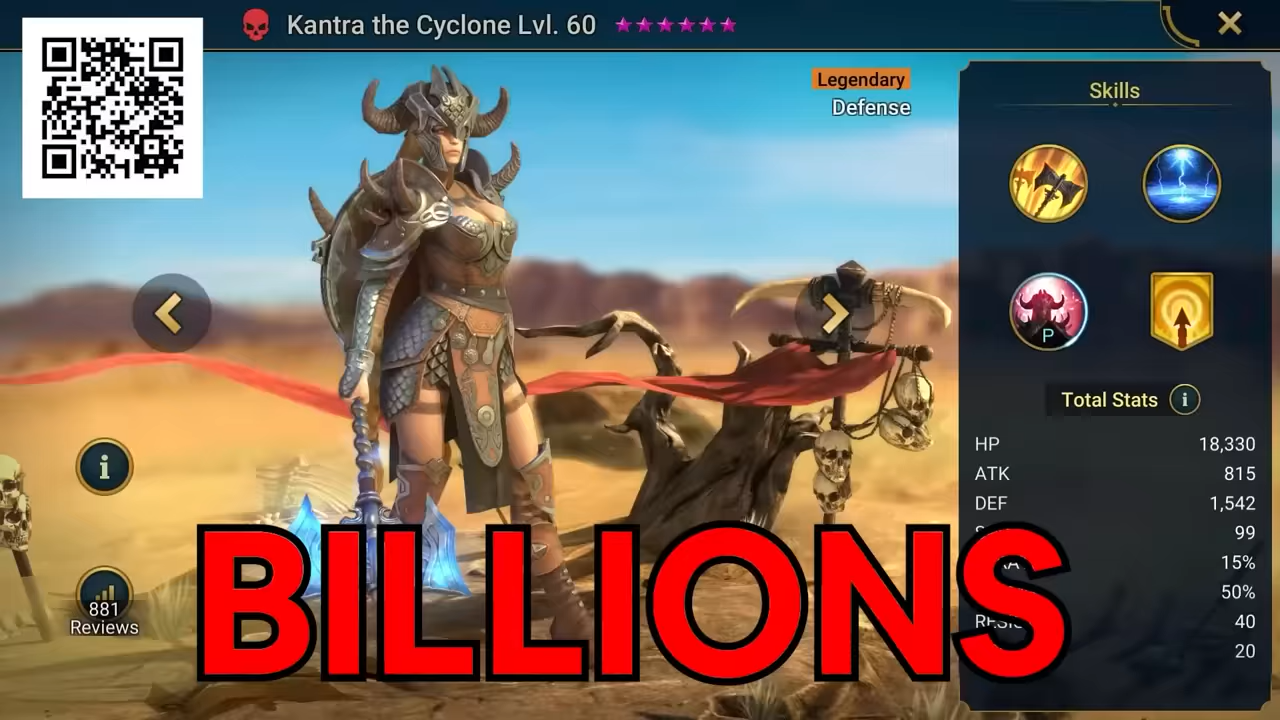 Kantra the Cyclone Lvl. 60
Legendary
Defense
Skills
P
Total Stats i
HP 18,330
ATK 815
DEF 1,542
99
15%
50%
40
20
i
881
Reviews
BILLIONS